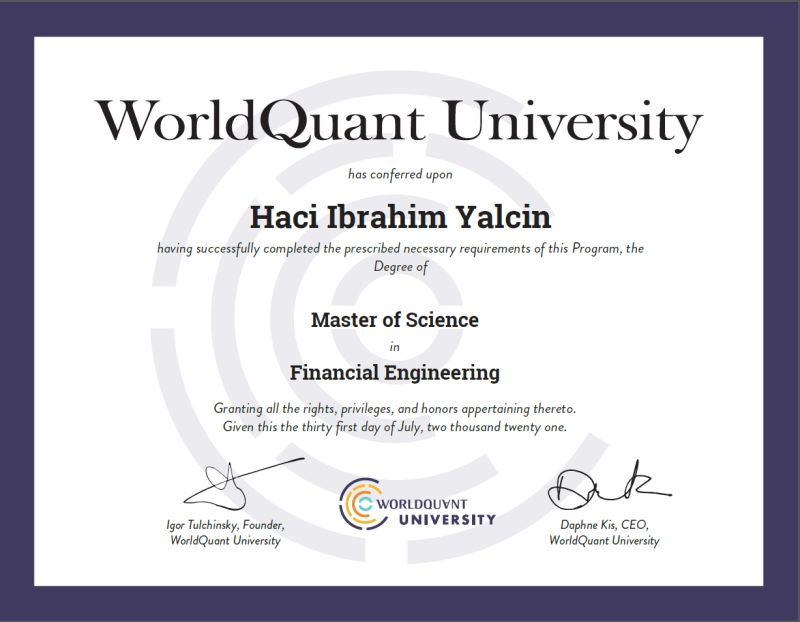 WorldQuant University
has conferred upon
Haci Ibrahim Yalcin
having successfully completed the prescribed necessary requirements of this Program, the
Degree of
Master of Science
in
Financial Engineering
Granting all the rights, privileges, and honors appertaining thereto.
Given this the thirty first day of July, two thousand twenty one.
Igor Tulchinsky, Founder,
WorldQuant University
WORLDQUANT
UNIVERSITY
Daphne Kis, CEO,
WorldQuant University